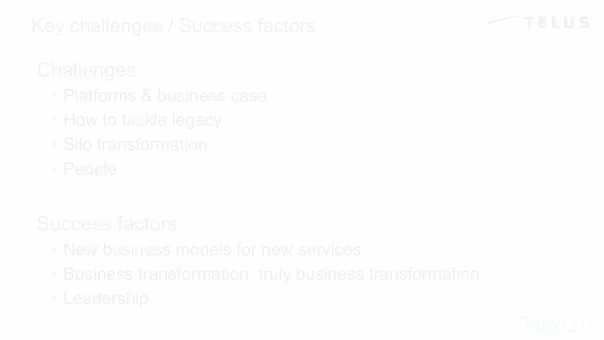 Key challenges / Success factors
TELUS
Challenges
• Platforms & business case
• How to tackle legacy
• Silo transformation
• People
Success factors
• New business models for new services
• Business transformation, truly business transformation
• Leadership